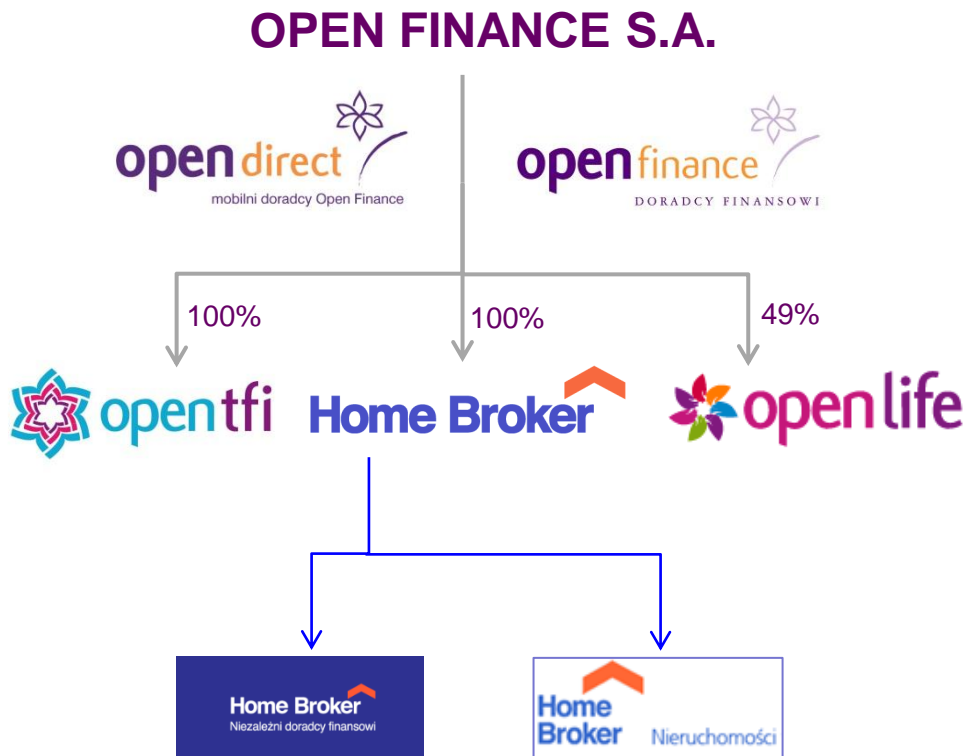 OPEN FINANCE S.A.
open direct
mobilni doradcy Open Finance
open finance
DORADCY FINANSOWI
100%
100%
49%
open tfi
Home Broker
open life
Home Broker
Niezależni doradcy finansowi
Home
Broker Nieruchomości